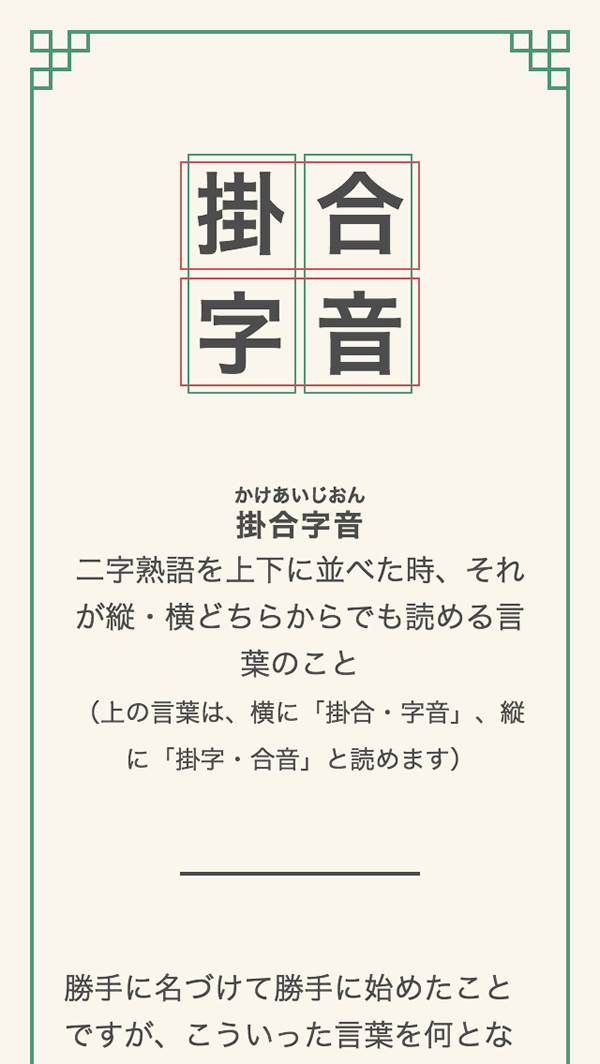 掛合
字音
かけあいじおん
掛合字音
二字熟語を上下に並べた時、それ
が縦・横どちらからでも読める言
葉のこと
（上の言葉は、横に「掛合・字音」、縦
に「掛字・合音」と読めます）
勝手に名づけて勝手に始めたこと
ですが、こういった言葉を何とな